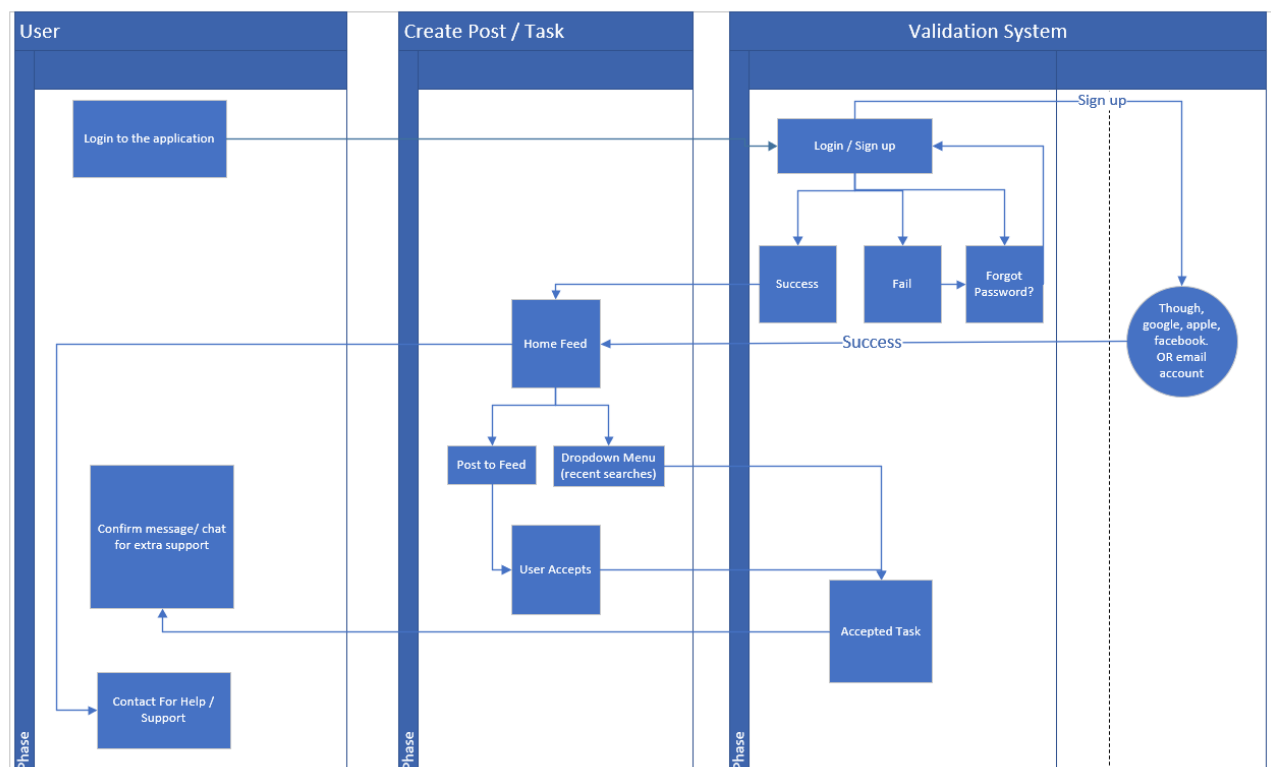 User
Create Post / Task
Validation System
Sign up
Login to the application
Login / Sign up
Success
Fail
Forgot
Password?
Though,
google, apple,
facebook.
OR email
account
Home Feed
Success
Post to Feed
Dropdown Menu
(recent searches)
Confirm message/ chat
for extra support
User Accepts
Accepted Task
Contact For Help /
Support
Phase
Phase
Phase